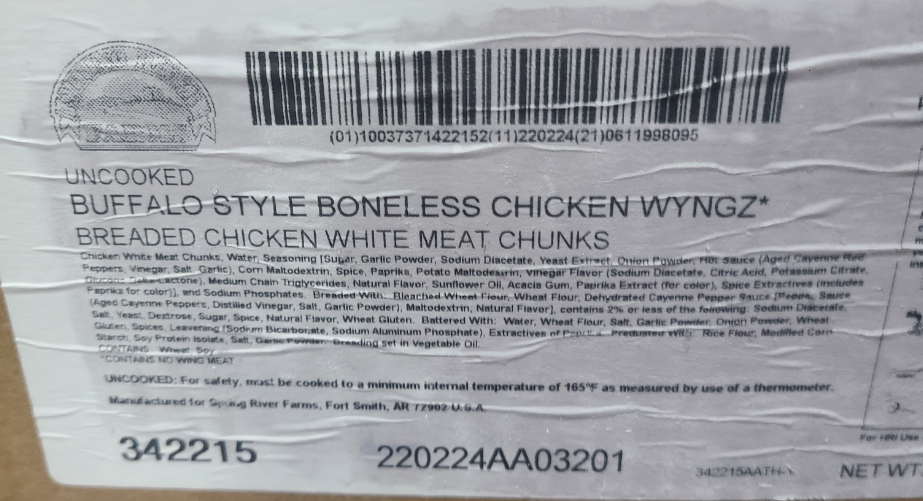 (01)10037371422152(11)220224(21)0611998095
UNCOOKED
BUFFALO STYLE BONELESS CHICKEN WYNGZ*
BREADED CHICKEN WHITE MEAT CHUNKS
Chicken White Meat Chunks, Water, Seasoning [Sugar, Garlic Powder, Sodium Diacetate, Yeast Extract, Onion Powder, Hot Sauce (Aged Cayenne Red
Peppers, Vinegar, Salt, Garlic), Corn Maltodextrin, Spice, Paprika, Potato Maltodextrin, Vinegar Flavor (Sodium Diacetate, Citric Acid, Potassium Citrate,
Lactone), Medium Chain Triglycerides, Natural Flavor, Sunflower Oil, Acacia Gum, Paprika Extract (for color), Spice Extractives (includes
Paprika for color)], and Sodium Phosphates. Breaded With: Bleached Wheat Flour, Wheat Flour, Dehydrated Cayenne Pepper Sauce Sauce
(Aged Cayenne Peppers, Distilled Vinegar, Salt, Garlic Powder), Maltodextrin, Natural Flavor], contains 2% or less of the following: Sodium Diacetate,
Salt, Yeast, Dextrose, Sugar, Spice, Natural Flavor, Wheat Gluten. Battered With: Water, Wheat Flour, Salt, Garlic Powder, Onion Powder, Wheat
Gluten, Spices, Leavening (Sodium Bicarbonate, Sodium Aluminum Phosphate), Extractives of Predusted With: Rice Flour, Modified Corn
Starch, Soy Protein Isolate, Salt, Garlic Powder. Breading set in Vegetable Oil.
CONTAINS: Wheat, Soy
*CONTAINS NO WING MEAT
UNCOOKED: For safety, must be cooked to a minimum internal temperature of 165°F as measured by use of a thermometer.
Manufactured for Spring River Farms, Fort Smith, AR 72902 U.S.A.
For HRI Use
342215
220224AA03201
NET WT